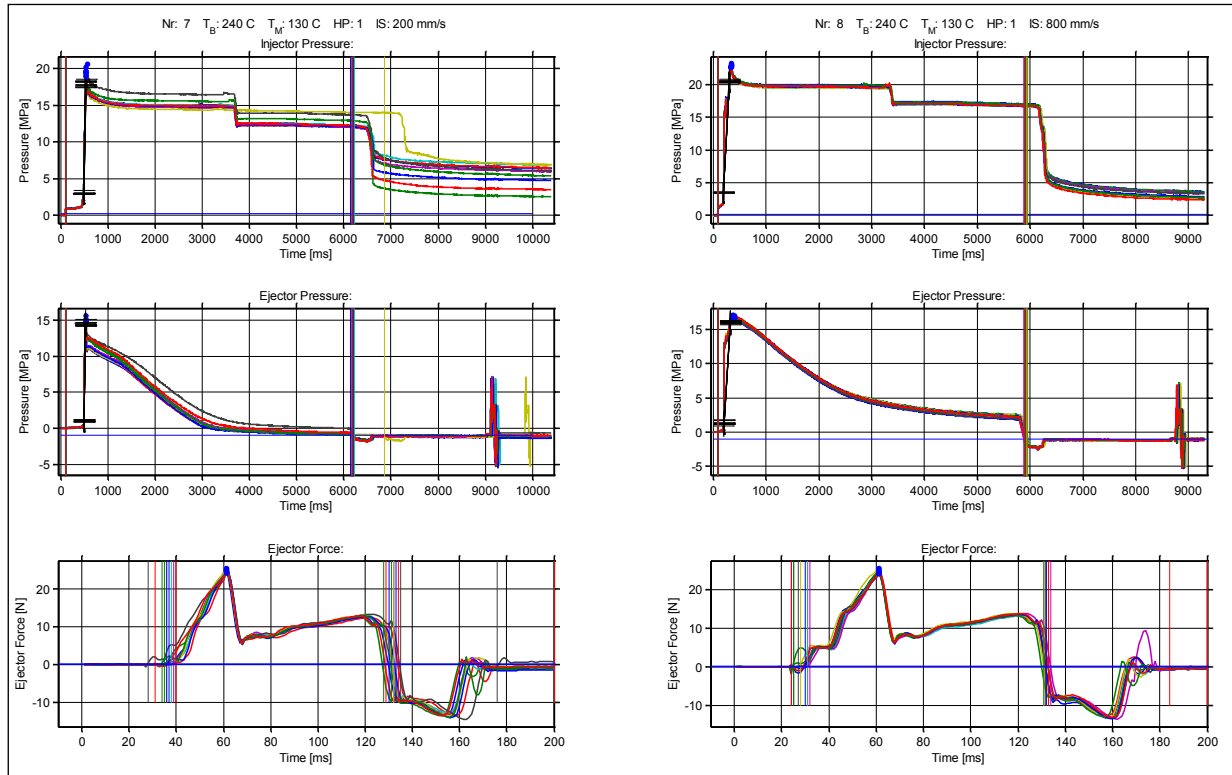 Nr: 7 TB: 240 C TM: 130 C HP: 1 IS: 200 mm/s
Injector Pressure:
Pressure [MPa]
20
15
10
5
0
0 1000 2000 3000 4000 5000 6000 7000 8000 9000 10000
Time [ms]
Ejector Pressure:
Pressure [MPa]
15
10
5
0
-5
0 1000 2000 3000 4000 5000 6000 7000 8000 9000 10000
Time [ms]
Ejector Force:
Ejector Force [N]
20
10
0
-10
0 20 40 60 80 100 120 140 160 180 200
Time [ms]
Nr: 8 TB: 240 C TM: 130 C HP: 1 IS: 800 mm/s
Injector Pressure:
Pressure [MPa]
20
15
10
5
0
0 1000 2000 3000 4000 5000 6000 7000 8000 9000
Time [ms]
Ejector Pressure:
Pressure [MPa]
15
10
5
0
-5
0 1000 2000 3000 4000 5000 6000 7000 8000 9000
Time [ms]
Ejector Force:
Ejector Force [N]
20
10
0
-10
0 20 40 60 80 100 120 140 160 180 200
Time [ms]